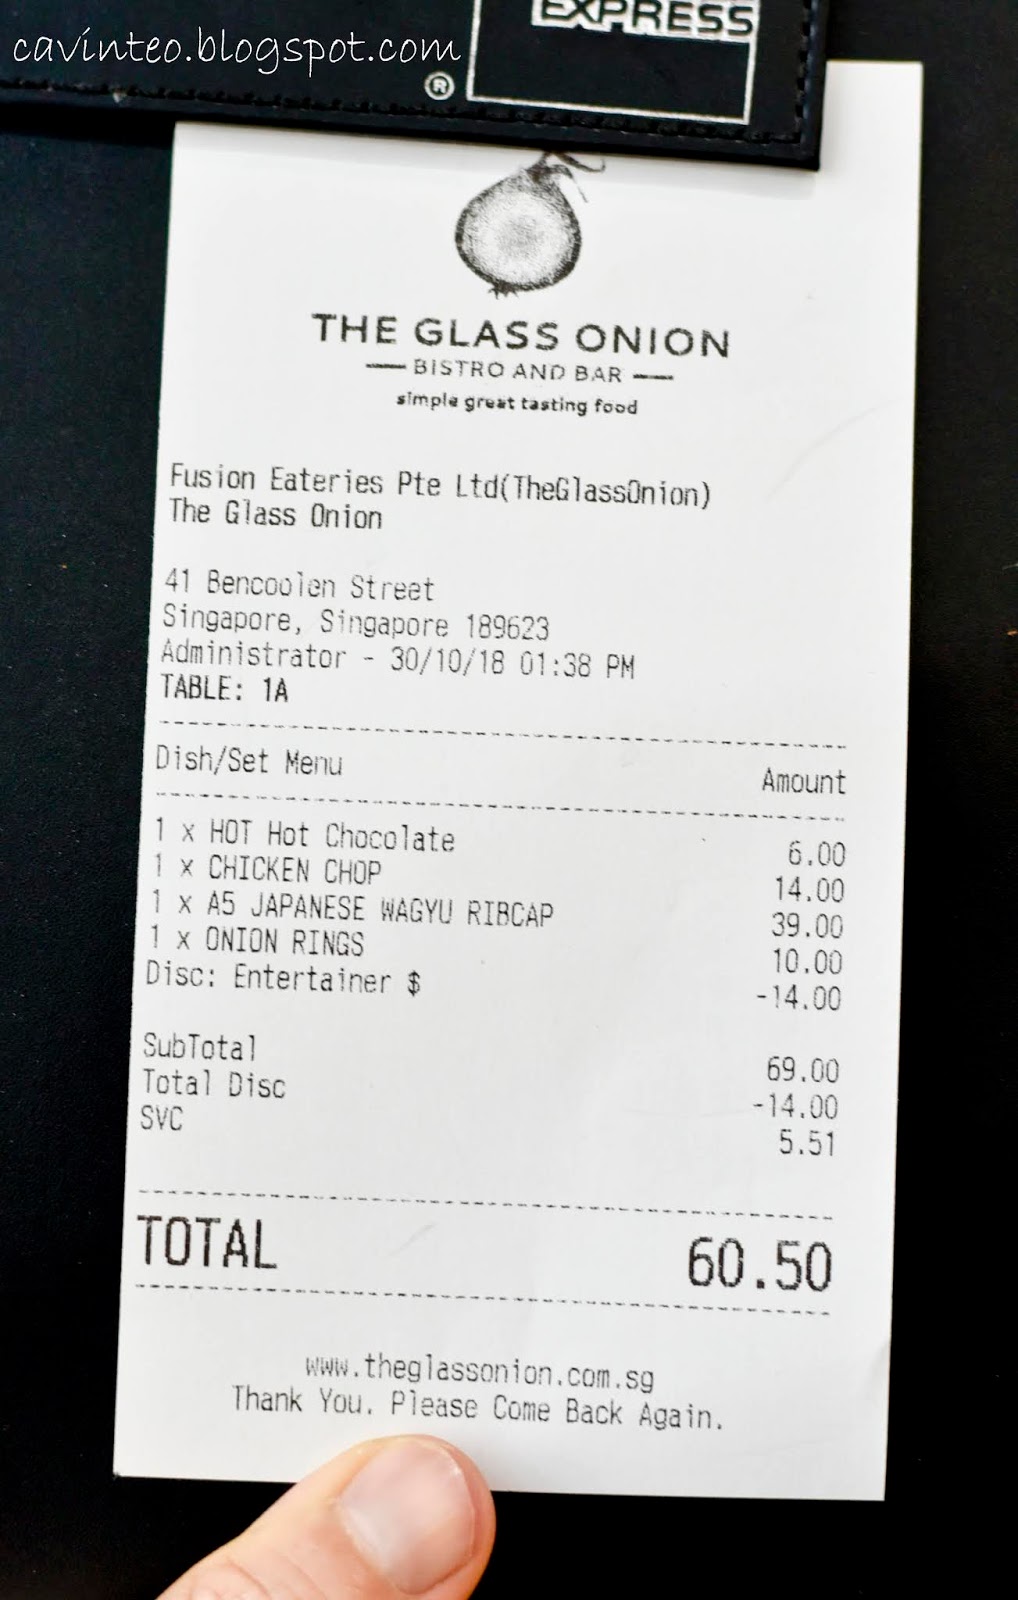 EXPRESS
cavinteo.blogspot.com
®
THE GLASS ONION
BISTRO AND BAR
simple great tasting food
Fusion Eateries Pte Ltd(TheGlassOnion)
The Glass Onion
41 Bencoolen Street
Singapore, Singapore 189623
Administrator - 30/10/18 01:38 PM
TABLE: 1A
Dish/Set Menu Amount
1 x HOT Hot Chocolate 6.00
1 x CHICKEN CHOP 14.00
1 x A5 JAPANESE WAGYU RIBCAP 39.00
1 x ONION RINGS 10.00
Disc: Entertainer $ -14.00
SubTotal 69.00
Total Disc -14.00
SVC 5.51
TOTAL 60.50
www.theglassonion.com.sg
Thank You. Please Come Back Again.